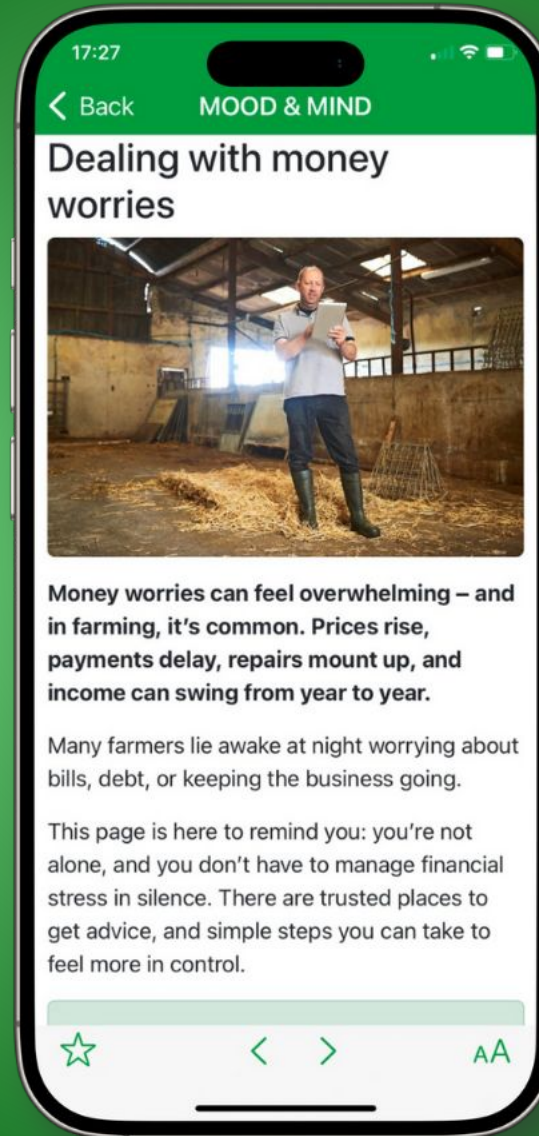 17:27
Back MOOD & MIND
Dealing with money
worries
Money worries can feel overwhelming – and
in farming, it’s common. Prices rise,
payments delay, repairs mount up, and
income can swing from year to year.
Many farmers lie awake at night worrying about
bills, debt, or keeping the business going.
This page is here to remind you: you’re not
alone, and you don’t have to manage financial
stress in silence. There are trusted places to
get advice, and simple steps you can take to
feel more in control.
AA